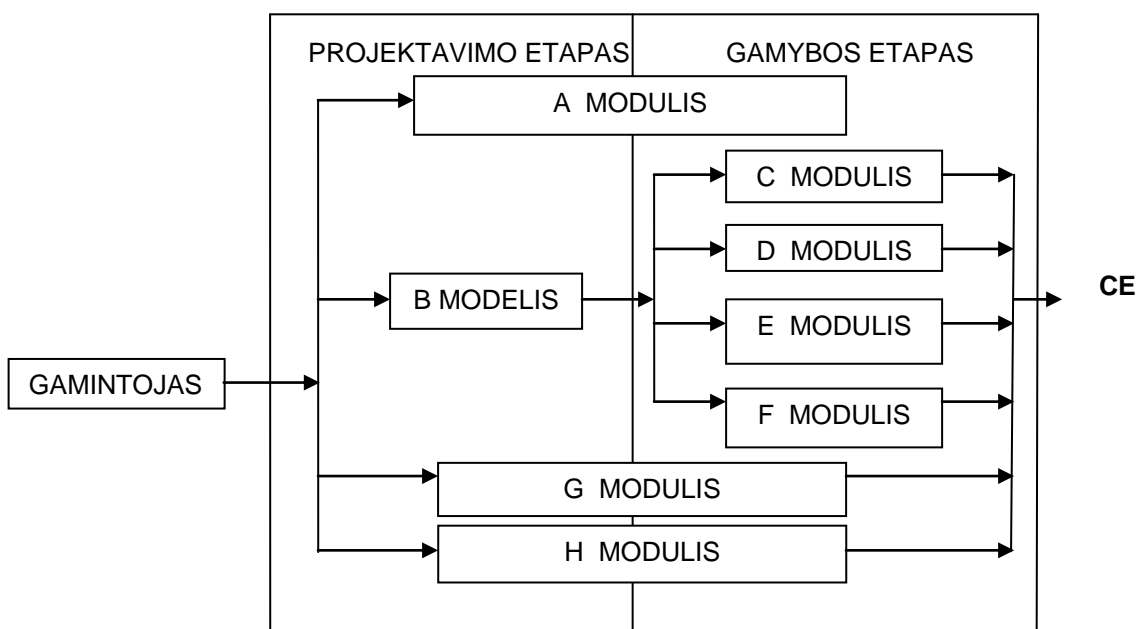 PROJEKTAVIMO ETAPAS
GAMYBOS ETAPAS
A MODULIS
C MODULIS
D MODULIS
B MODELIS
CE
E MODULIS
GAMINTOJAS
F MODULIS
G MODULIS
H MODULIS